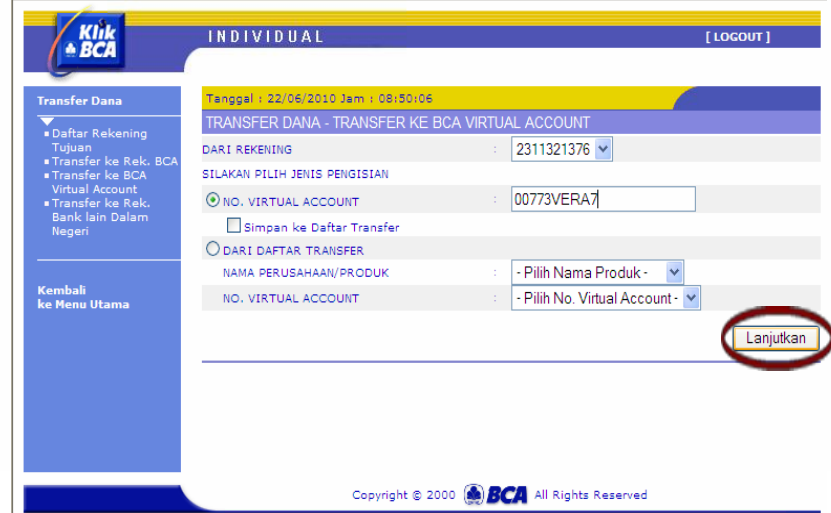 Klik
BCA
INDIVIDUAL
[ LOGOUT ]
Transfer Dana
Daftar Rekening
Tujuan
Transfer ke Rek. BCA
Transfer ke BCA
Virtual Account
Transfer ke Rek.
Bank lain Dalam
Negeri
Kembali
ke Menu Utama
Tanggal : 22/06/2010 Jam : 08:50:06
TRANSFER DANA - TRANSFER KE BCA VIRTUAL ACCOUNT
DARI REKENING : 2311321376
SILAKAN PILIH JENIS PENGISIAN
NO. VIRTUAL ACCOUNT : 00773VERA7
Simpan ke Daftar Transfer
DARI DAFTAR TRANSFER
NAMA PERUSAHAAN/PRODUK : - Pilih Nama Produk -
NO. VIRTUAL ACCOUNT : - Pilih No. Virtual Account -
Lanjutkan
Copyright © 2000 BCA All Rights Reserved